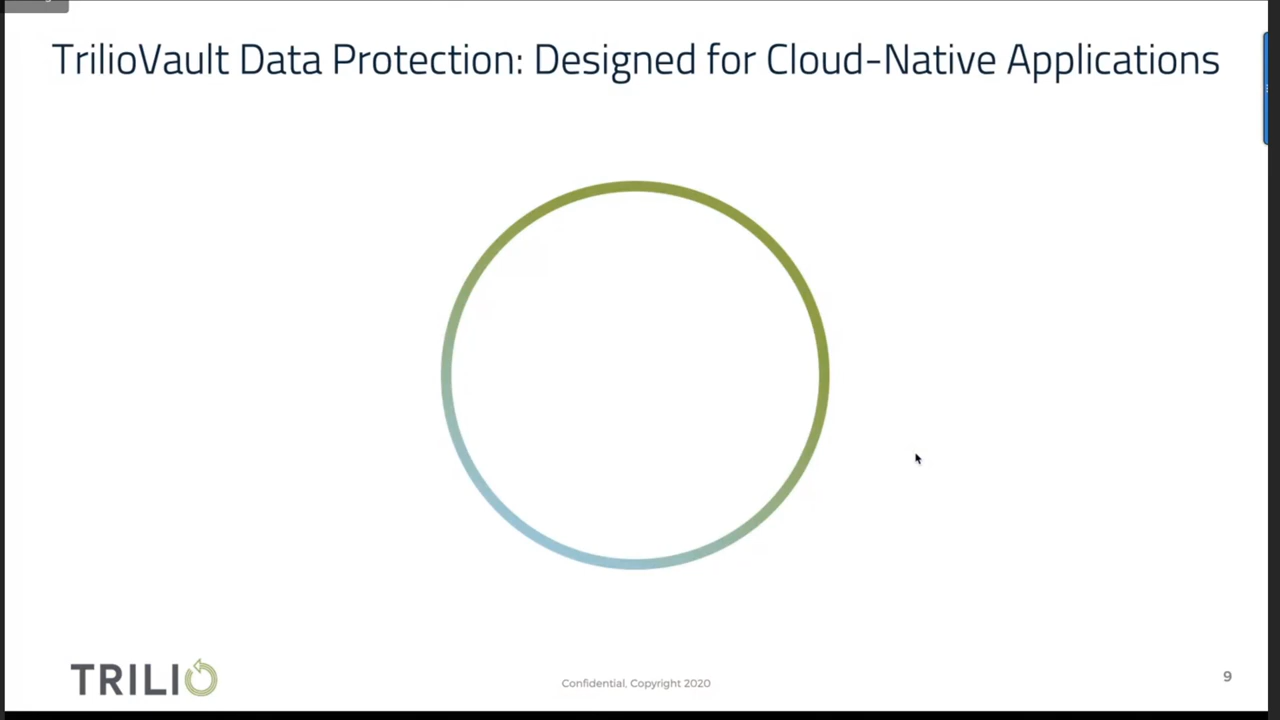 TrilioVault Data Protection: Designed for Cloud-Native Applications
TRILIO
Confidential, Copyright 2020
9